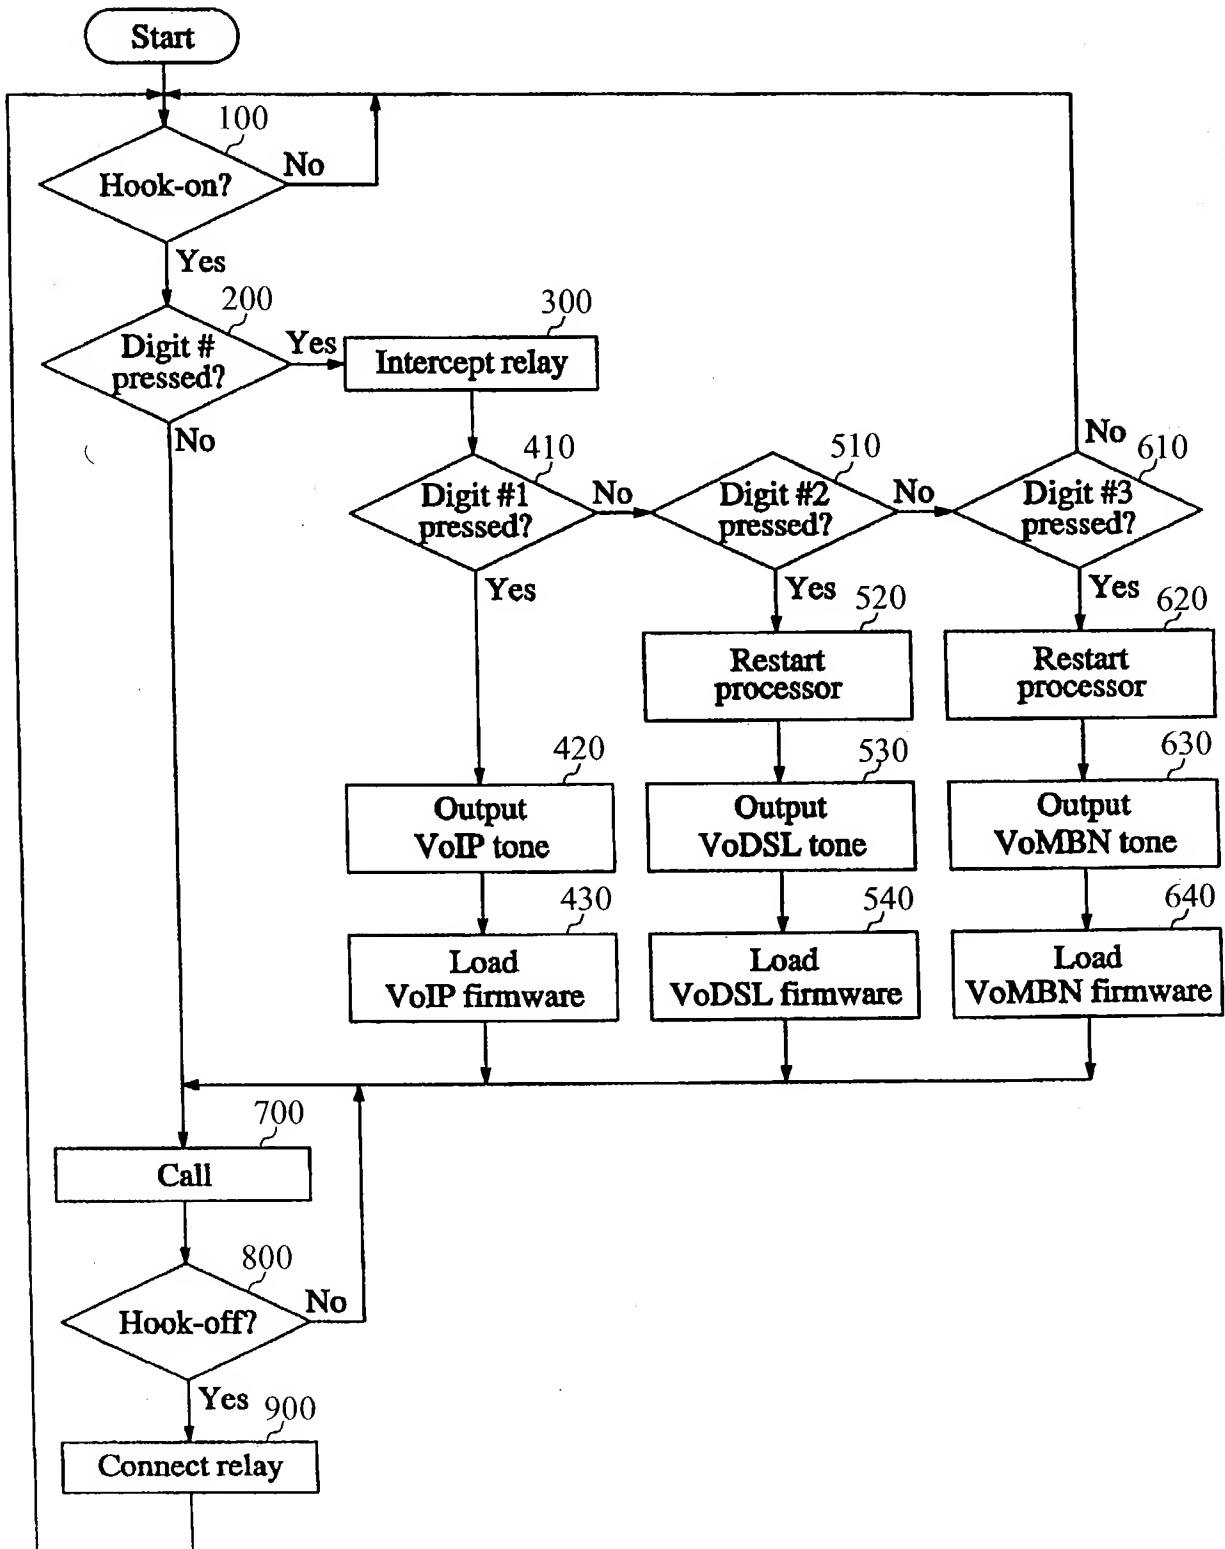 Start
100
Hook-on?
No
Yes
200
Digit #
pressed?
Yes
No
300
Intercept relay
410
Digit #1
pressed?
No
Yes
510
Digit #2
pressed?
No
Yes
610
Digit #3
pressed?
No
Yes
520
Restart
processor
620
Restart
processor
420
Output
VoIP tone
530
Output
VoDSL tone
630
Output
VoMBN tone
430
Load
VoIP firmware
540
Load
VoDSL firmware
640
Load
VoMBN firmware
700
Call
800
Hook-off?
No
Yes
900
Connect relay